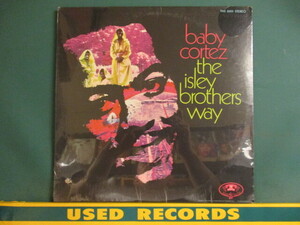 baby
cortez
the
isley
brothers
way
USED RECORDS